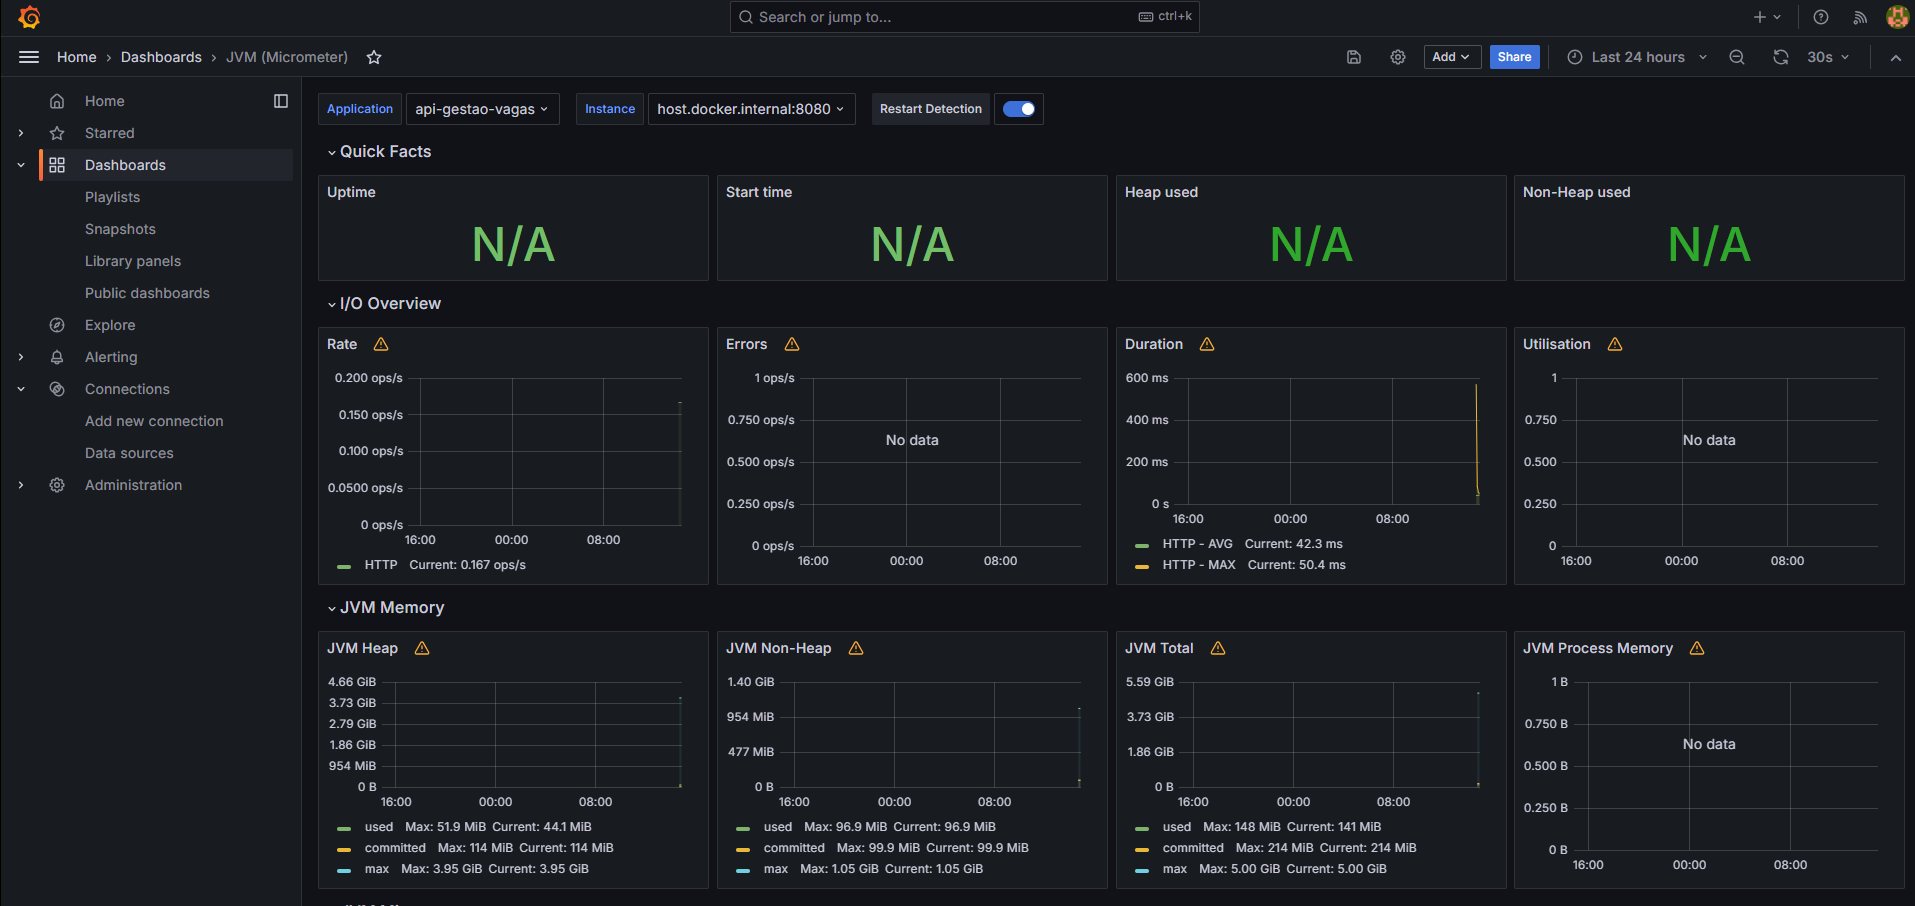 Search or jump to...
ctrl+k
Home › Dashboards › JVM (Micrometer)
Add
Share
Last 24 hours
30s
Home
Starred
Dashboards
Playlists
Snapshots
Library panels
Public dashboards
Explore
Alerting
Connections
Add new connection
Data sources
Administration
Application
api-gestao-vagas
Instance
host.docker.internal:8080
Restart Detection
Quick Facts
Uptime
N/A
Start time
N/A
Heap used
N/A
Non-Heap used
N/A
I/O Overview
Rate
0.200 ops/s
0.150 ops/s
0.100 ops/s
0.0500 ops/s
0 ops/s
16:00 00:00 08:00
HTTP Current: 0.167 ops/s
Errors
1 ops/s
0.750 ops/s
No data
0.500 ops/s
0.250 ops/s
0 ops/s
16:00 00:00 08:00
Duration
600 ms
400 ms
200 ms
0 s
16:00 00:00 08:00
HTTP - AVG Current: 42.3 ms
HTTP - MAX Current: 50.4 ms
Utilisation
1
0.750
No data
0.500
0.250
0
16:00 00:00 08:00
JVM Memory
JVM Heap
4.66 GiB
3.73 GiB
2.79 GiB
1.86 GiB
954 MiB
0 B
16:00 00:00 08:00
used Max: 51.9 MiB Current: 44.1 MiB
committed Max: 114 MiB Current: 114 MiB
max Max: 3.95 GiB Current: 3.95 GiB
JVM Non-Heap
1.40 GiB
954 MiB
477 MiB
0 B
16:00 00:00 08:00
used Max: 96.9 MiB Current: 96.9 MiB
committed Max: 99.9 MiB Current: 99.9 MiB
max Max: 1.05 GiB Current: 1.05 GiB
JVM Total
5.59 GiB
3.73 GiB
1.86 GiB
0 B
16:00 00:00 08:00
used Max: 148 MiB Current: 141 MiB
committed Max: 214 MiB Current: 214 MiB
max Max: 5.00 GiB Current: 5.00 GiB
JVM Process Memory
1 B
0.750 B
No data
0.500 B
0.250 B
0 B
16:00 00:00 08:00